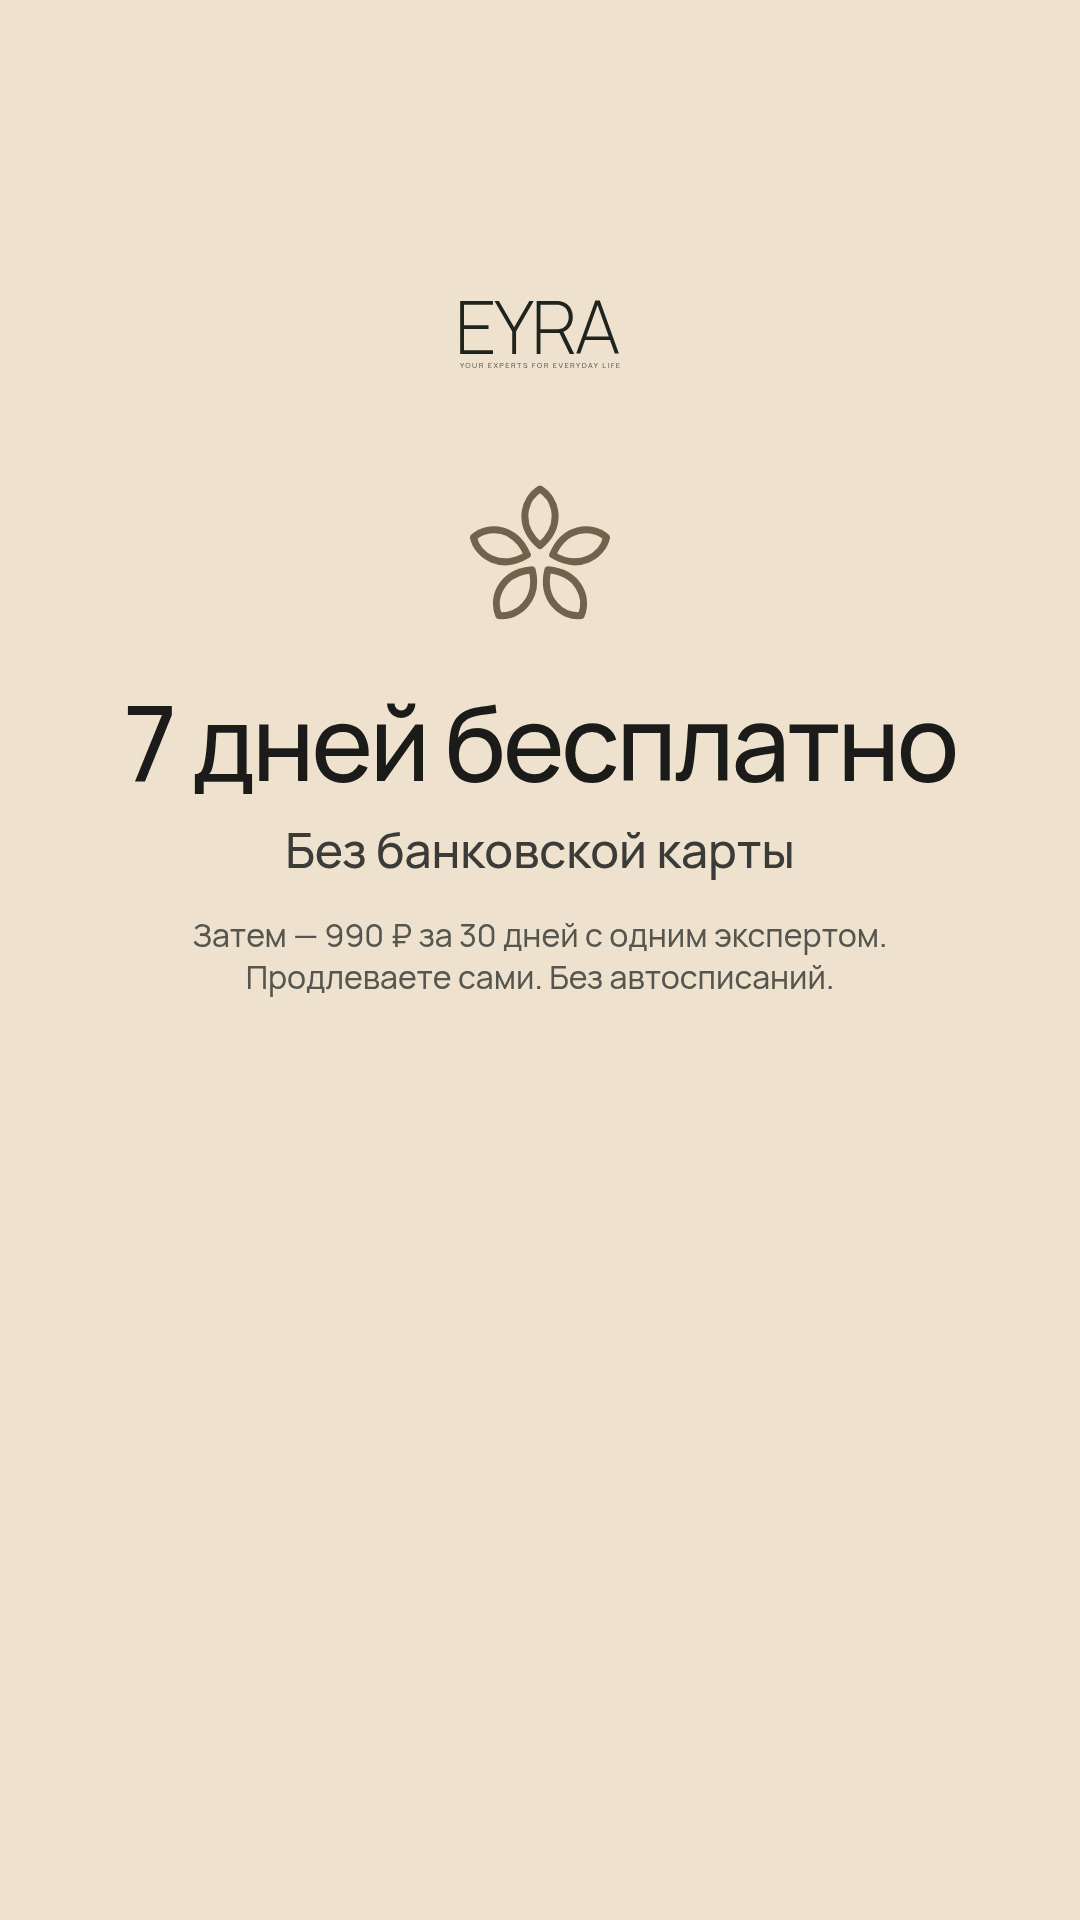 EYRA
YOUR EXPERTS FOR EVERYDAY LIFE
7 дней бесплатно
Без банковской карты
Затем — 990 ₽ за 30 дней с одним экспертом.
Продлеваете сами. Без автосписаний.